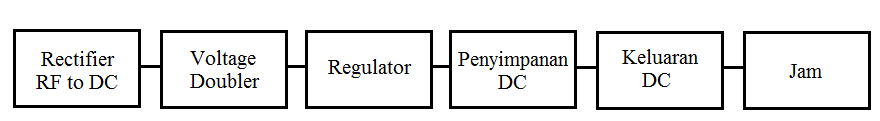 Rectifier
RF to DC
Voltage
Doubler
Regulator
Penyimpanan
DC
Keluaran
DC
Jam